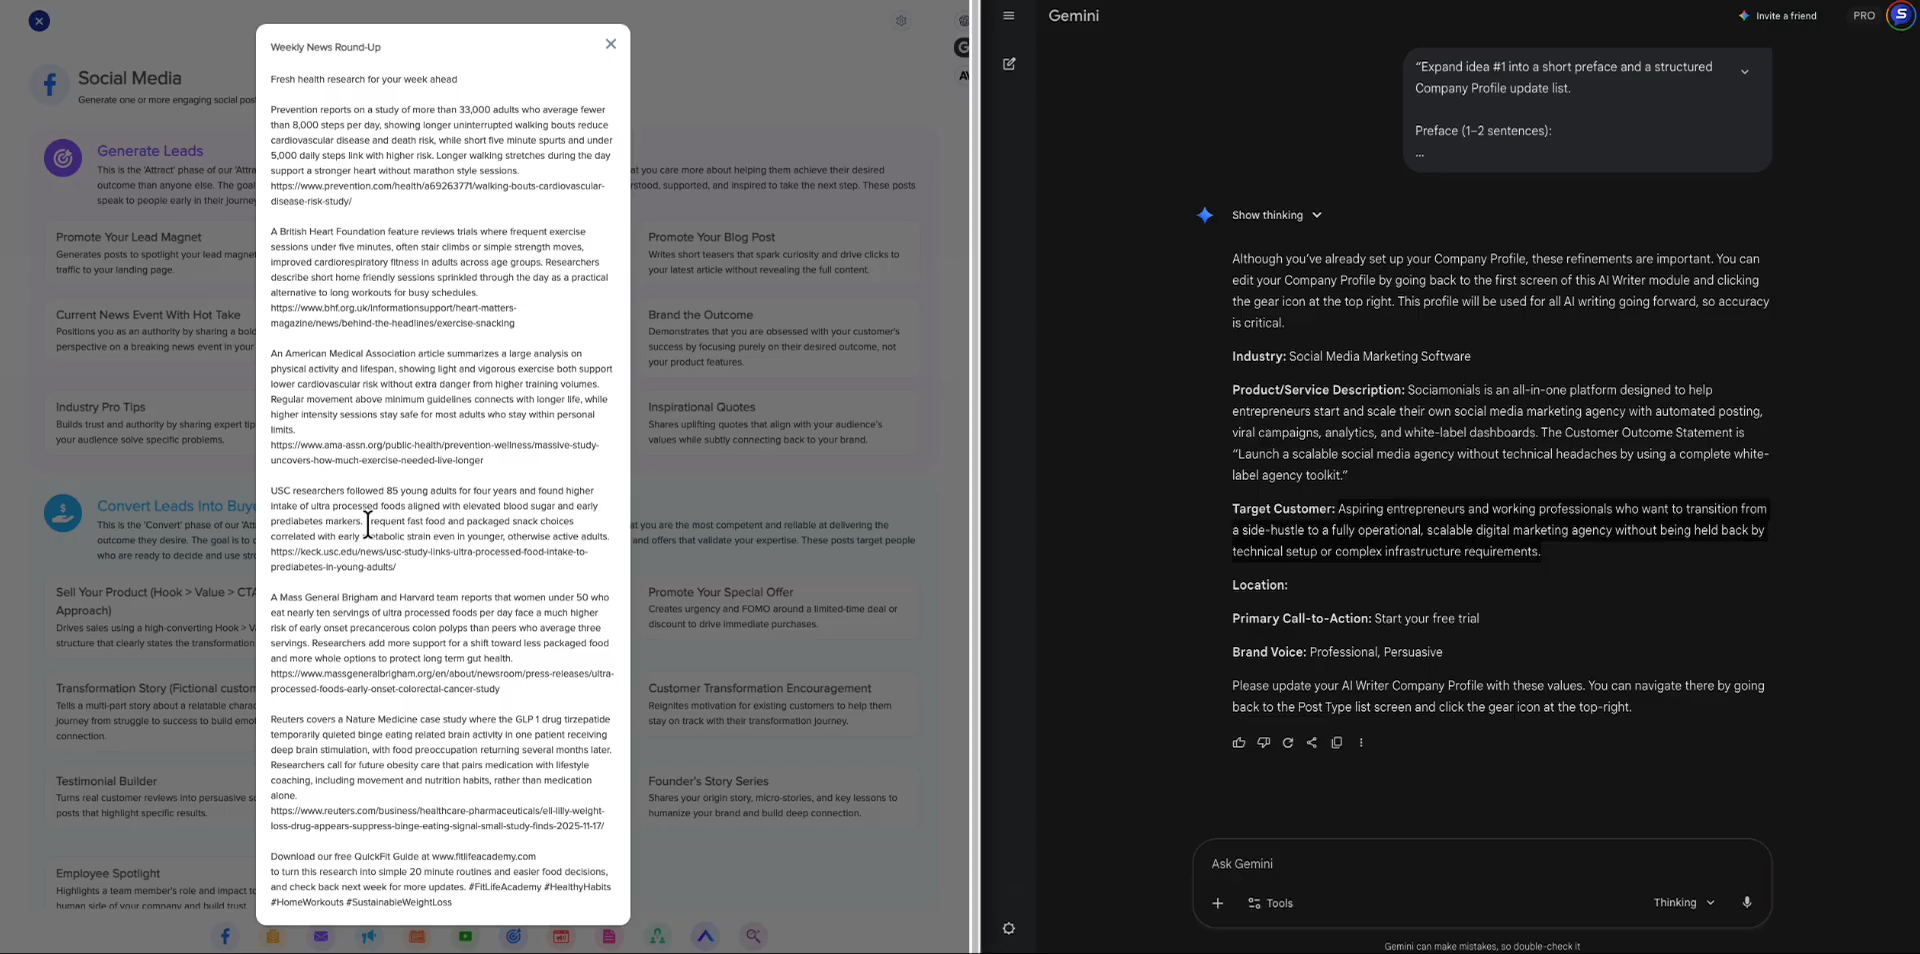 Social Media
Generate one or more engaging social pos
Generate Leads
This is the 'Attract' phase of our 'Attra
outcome than anyone else. The goal
speak to people early in their journey
at you care more about helping them achieve their desired
rstood, supported, and inspired to take the next step. These posts
Promote Your Lead Magnet
Generates posts to spotlight your lead magnet
traffic to your landing page.
Promote Your Blog Post
Writes short teasers that spark curiosity and drive clicks to
your latest article without revealing the full content.
Current News Event With Hot Take
Positions you as an authority by sharing a bold
perspective on a breaking news event in your
Brand the Outcome
Demonstrates that you are obsessed with your customer's
success by focusing purely on their desired outcome, not
your product features.
Industry Pro Tips
Builds trust and authority by sharing expert tip
your audience solve specific problems.
Inspirational Quotes
Shares uplifting quotes that align with your audience's
values while subtly connecting back to your brand.
Convert Leads Into Buye
This is the 'Convert' phase of our 'Att
outcome they desire. The goal is to
who are ready to decide and use str
at you are the most competent and reliable at delivering the
and offers that validate your expertise. These posts target people
Sell Your Product (Hook > Value > CTA
Approach)
Drives sales using a high-converting Hook > V
structure that clearly states the transformation
Promote Your Special Offer
Creates urgency and FOMO around a limited-time deal or
discount to drive immediate purchases.
Transformation Story (Fictional custom
Tells a multi-part story about a relatable charac
journey from struggle to success to build emot
connection.
Customer Transformation Encouragement
Reignites motivation for existing customers to help them
stay on track with their transformation journey.
Testimonial Builder
Turns real customer reviews into persuasive sc
posts that highlight specific results.
Founder's Story Series
Shares your origin story, micro-stories, and key lessons to
humanize your brand and build deep connection.
Employee Spotlight
Highlights a team member's role and impact to
human side of your company and build trust.
Weekly News Round-Up
Fresh health research for your week ahead
Prevention reports on a study of more than 33,000 adults who average fewer
than 8,000 steps per day, showing longer uninterrupted walking bouts reduce
cardiovascular disease and death risk, while short five minute spurts and under
5,000 daily steps link with higher risk. Longer walking stretches during the day
support a stronger heart without marathon style sessions.
https://www.prevention.com/health/a69263771/walking-bouts-cardiovascular-
disease-risk-study/
A British Heart Foundation feature reviews trials where frequent exercise
sessions under five minutes, often stair climbs or simple strength moves,
improved cardiorespiratory fitness in adults across age groups. Researchers
describe short home friendly sessions sprinkled through the day as a practical
alternative to long workouts for busy schedules.
https://www.bhf.org.uk/informationsupport/heart-matters-
magazine/news/behind-the-headlines/exercise-snacking
An American Medical Association article summarizes a large analysis on
physical activity and lifespan, showing light and vigorous exercise both support
lower cardiovascular risk without extra danger from higher training volumes.
Regular movement above minimum guidelines connects with longer life, while
higher intensity sessions stay safe for most adults who stay within personal
limits.
https://www.ama-assn.org/public-health/prevention-wellness/massive-study-
uncovers-how-much-exercise-needed-live-longer
USC researchers followed 85 young adults for four years and found higher
intake of ultra processed foods aligned with elevated blood sugar and early
prediabetes markers. Frequent fast food and packaged snack choices
correlated with early metabolic strain even in younger, otherwise active adults.
https://keck.usc.edu/news/usc-study-links-ultra-processed-food-intake-to-
prediabetes-in-young-adults/
A Mass General Brigham and Harvard team reports that women under 50 who
eat nearly ten servings of ultra processed foods per day face a much higher
risk of early onset precancerous colon polyps than peers who average three
servings. Researchers add more support for a shift toward less packaged food
and more whole options to protect long term gut health.
https://www.massgeneralbrigham.org/en/about/newsroom/press-releases/ultra-
processed-foods-early-onset-colorectal-cancer-study
Reuters covers a Nature Medicine case study where the GLP 1 drug tirzepatide
temporarily quieted binge eating related brain activity in one patient receiving
deep brain stimulation, with food preoccupation returning several months later.
Researchers call for future obesity care that pairs medication with lifestyle
coaching, including movement and nutrition habits, rather than medication
alone.
https://www.reuters.com/business/healthcare-pharmaceuticals/eli-lilly-weight-
loss-drug-appears-suppress-binge-eating-signal-small-study-finds-2025-11-17/
Download our free QuickFit Guide at www.fitlifeacademy.com
to turn this research into simple 20 minute routines and easier food decisions,
and check back next week for more updates. #FitLifeAcademy #HealthyHabits
#HomeWorkouts #SustainableWeightLoss
Gemini
Invite a friend
PRO
S
“Expand idea #1 into a short preface and a structured
Company Profile update list.
Preface (1–2 sentences):
...
Show thinking
Although you’ve already set up your Company Profile, these refinements are important. You can
edit your Company Profile by going back to the first screen of this AI Writer module and clicking
the gear icon at the top right. This profile will be used for all AI writing going forward, so accuracy
is critical.
Industry: Social Media Marketing Software
Product/Service Description: Sociamonials is an all-in-one platform designed to help
entrepreneurs start and scale their own social media marketing agency with automated posting,
viral campaigns, analytics, and white-label dashboards. The Customer Outcome Statement is
“Launch a scalable social media agency without technical headaches by using a complete white-
label agency toolkit.”
Target Customer: Aspiring entrepreneurs and working professionals who want to transition from
a side-hustle to a fully operational, scalable digital marketing agency without being held back by
technical setup or complex infrastructure requirements.
Location:
Primary Call-to-Action: Start your free trial
Brand Voice: Professional, Persuasive
Please update your AI Writer Company Profile with these values. You can navigate there by going
back to the Post Type list screen and click the gear icon at the top-right.
Ask Gemini
Tools
Thinking
Gemini can make mistakes, so double-check it